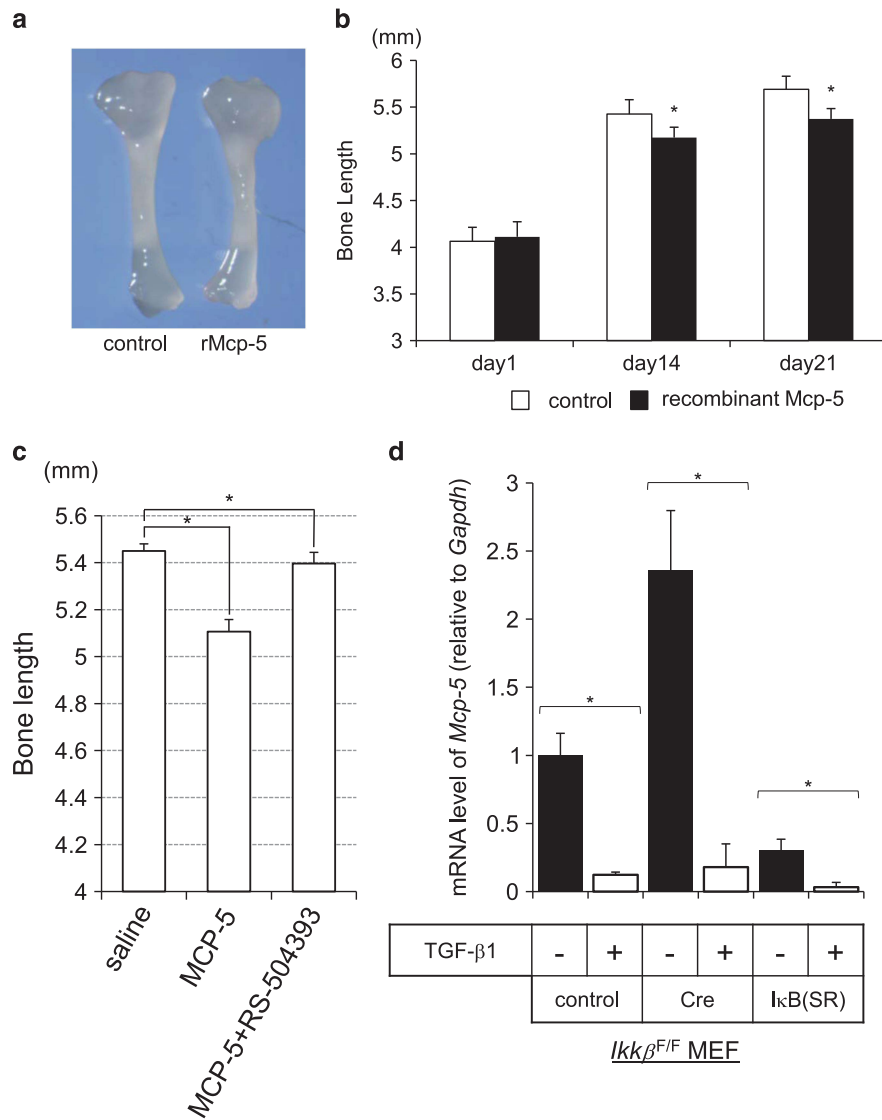 a
control rMcp-5
b
(mm)
Bone Length
5.5
5
4.5
4
3.5
3
*
*
day1 day14 day21
control recombinant Mcp-5
c
(mm)
Bone length
5.6
5.4
5.2
5
4.8
4.6
4.4
4.2
4
*
*
saline
MCP-5
MCP-5+RS-504393
d
mRNA level of Mcp-5 (relative to Gapdh)
3
2.5
2
1.5
1
0.5
0
*
*
*
TGF-β1 - + - + - +
control Cre IκB(SR)
IkkβF/F MEF